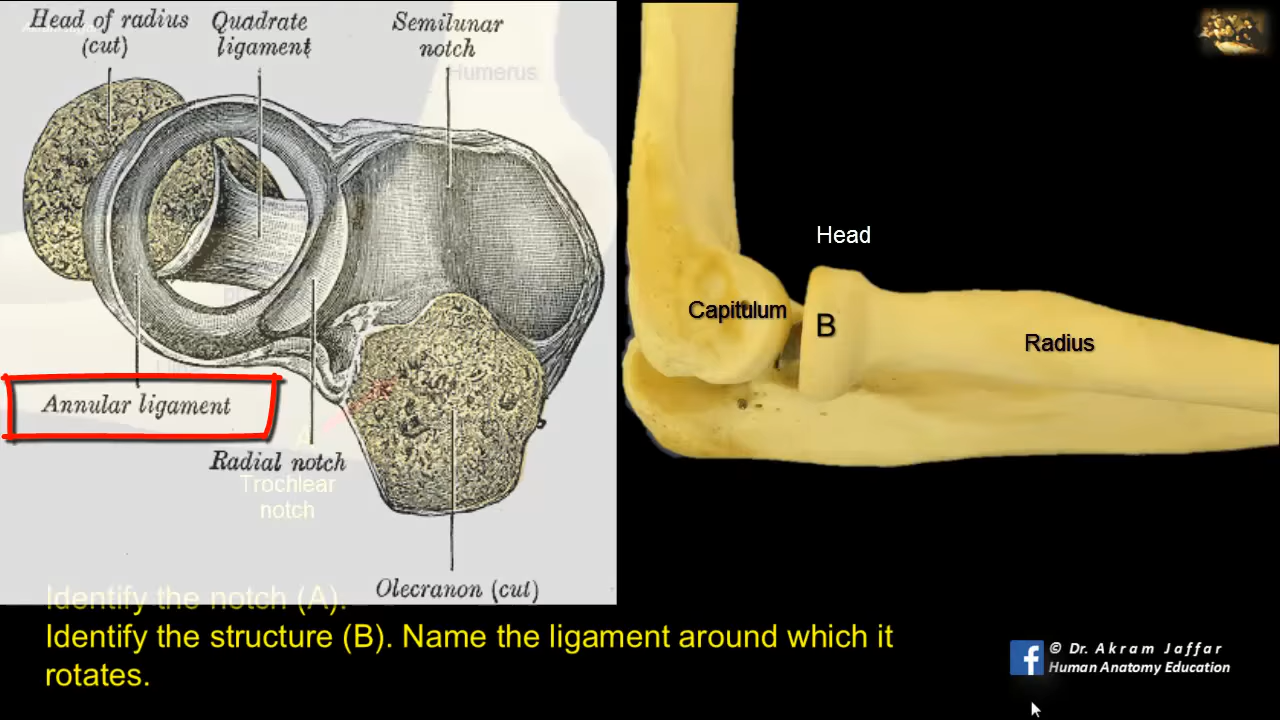 Head of radius
(cut)
Quadrate
ligament
Semilunar
notch
Humerus
Annular ligament
Radial notch
Trochlear
notch
Olecranon (cut)
Head
Capitulum
B
Radius
Identify the notch (A).
Identify the structure (B). Name the ligament around which it
rotates.
© Dr. Akram Jaffar
Human Anatomy Education